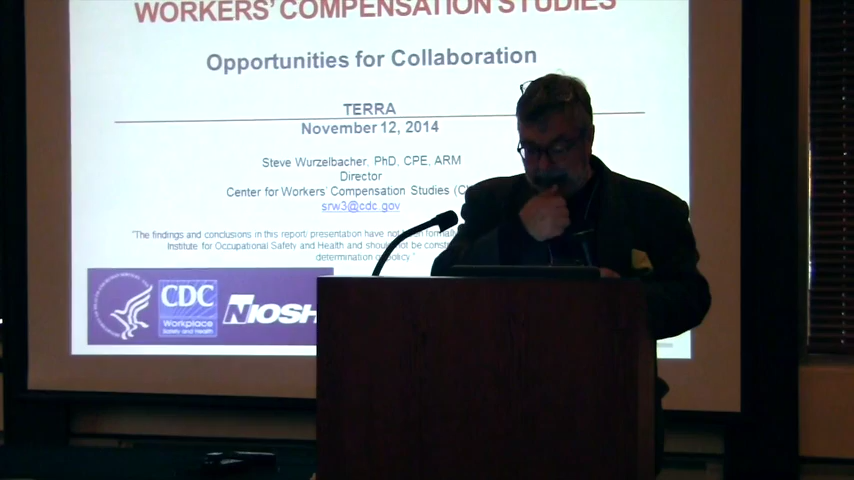 WORKERS' COMPENSATION STUDIES
Opportunities for Collaboration
TERRA
November 12, 2014
Steve Wurzelbacher, PhD, CPE, ARM
Director
Center for Workers' Compensation Studies
srw3@cdc.gov
"The findings and conclusions in this report/ presentation have not been
Institute for Occupational Safety and Health and should not be
determination or policy."
CDC
NIOSH
Workplace
Safety and Health